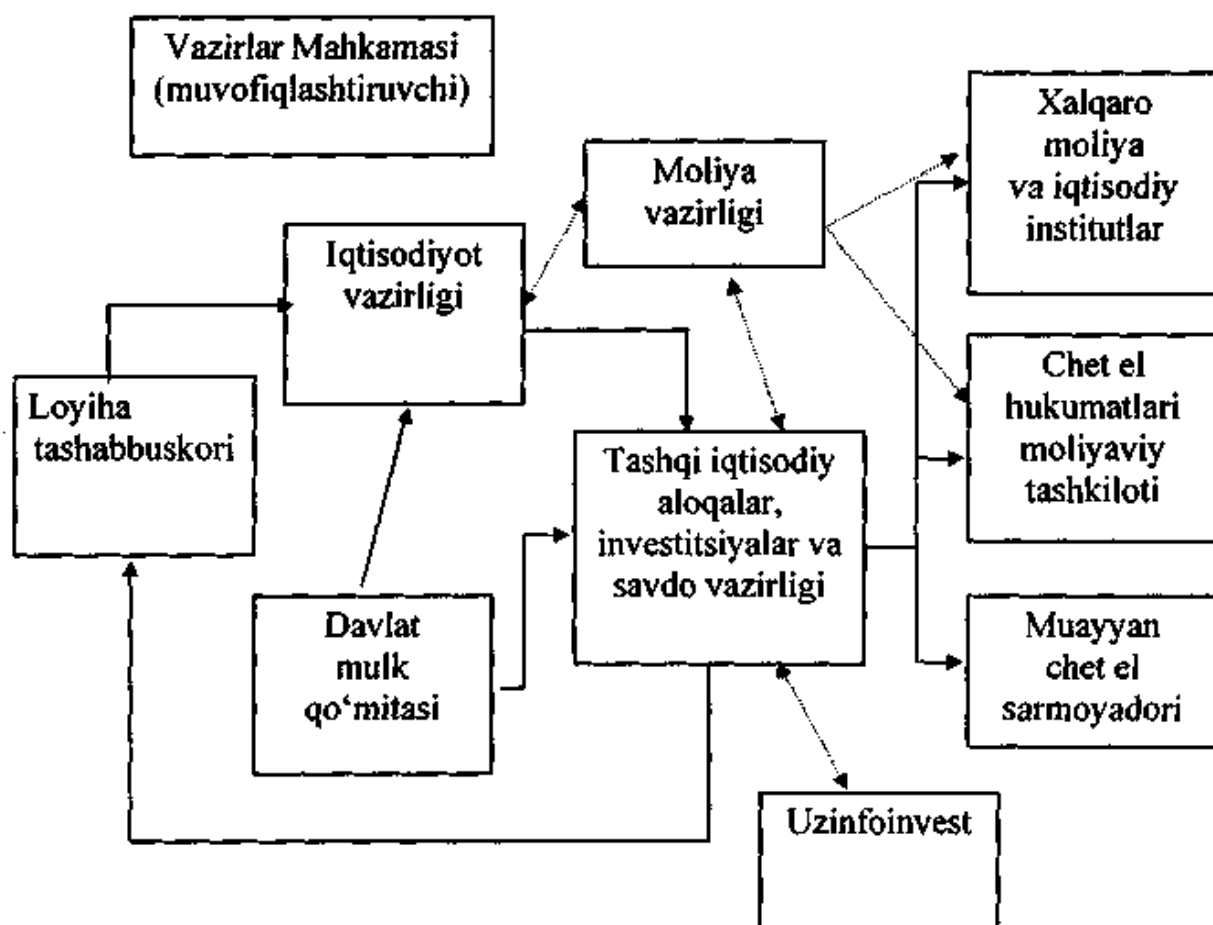 Vazirlar Mahkamasi
(muvofiqlashtiruvchi)
Xalqaro
moliya
va iqtisodiy
institutlar
Moliya
vazirligi
Iqtisodiyot
vazirligi
Chet el
hukumatlari
moliyaviy
tashkiloti
Loyiha
tashabbuskori
Tashqi iqtisodiy
aloqalar,
investitsiyalar va
savdo vazirligi
Davlat
mulk
qo‘mitasi
Muayyan
chet el
sarmoyadori
Uzinfoinvest